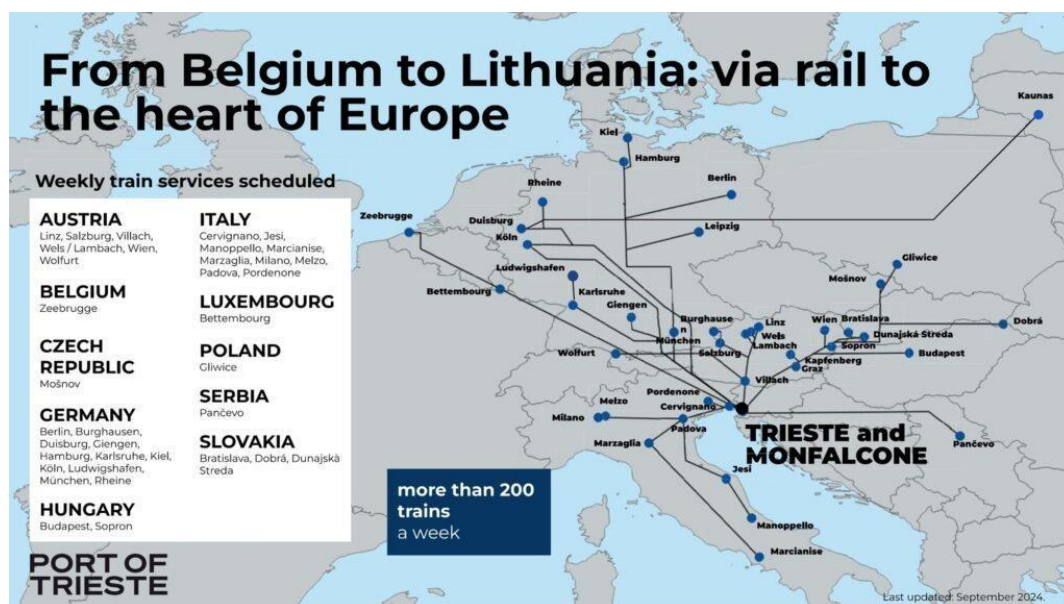 From Belgium to Lithuania: via rail to
the heart of Europe
Weekly train services scheduled
AUSTRIA
Linz, Salzburg, Villach,
Wels / Lambach, Wien,
Wolfurt
BELGIUM
Zeebrugge
CZECH
REPUBLIC
Mošnov
GERMANY
Berlin, Burghausen,
Duisburg, Giengen,
Hamburg, Karlsruhe, Kiel,
Köln, Ludwigshafen,
München, Rheine
HUNGARY
Budapest, Sopron
ITALY
Cervignano, Jesi,
Manoppello, Marcianise,
Marzaglia, Milano, Melzo,
Padova, Pordenone
LUXEMBOURG
Bettembourg
POLAND
Gliwice
SERBIA
Pančevo
SLOVAKIA
Bratislava, Dobrá, Dunajskà
Streda
PORT OF
TRIESTE
more than 200
trains
a week
Kaunas
Kiel
Hamburg
Rheine
Berlin
Zeebrugge
Duisburg
Köln
Leipzig
Gliwice
Ludwigshafen
Mošnov
Bettembourg
Karlsruhe
Giengen
Burghause
n
Linz
Wien
Bratislava
Dobrá
München
Wels
Dunajská Streda
Salzburg
Lambach
Sopron
Wolfurt
Kapfenberg
Budapest
Graz
Villach
Pordenone
Melzo
Cervignano
Milano
Padova
TRIESTE and
MONFALCONE
Marzaglia
Pančevo
Jesi
Manoppello
Marcianise
Last updated: September 2024.